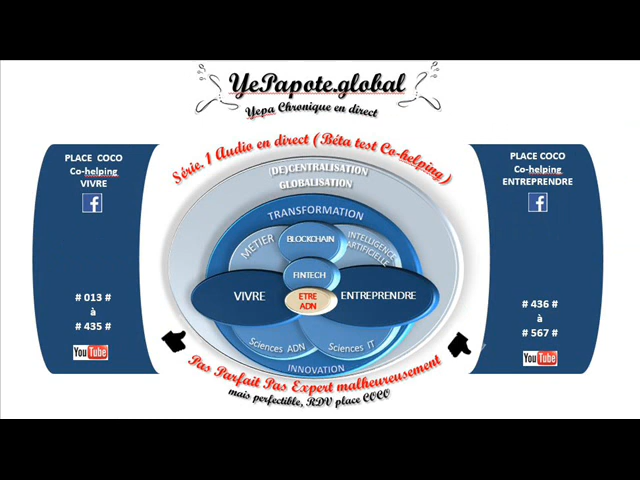 YePapote.global
Yepa Chronique en direct
Série, 1 Audio en direct (Béta test Co-helping)
PLACE COCO
Co-helping
VIVRE
# 013 #
à
# 435 #
YouTube
(DE)CENTRALISATION
GLOBALISATION
TRANSFORMATION
METIER
BLOCKCHAIN
INTELLIGENCE
ARTIFICIELLE
FINTECH
VIVRE
ETRE
ADN
ENTREPRENDRE
Sciences ADN
Sciences IT
INNOVATION
PLACE COCO
Co-helping
ENTREPRENDRE
# 436 #
à
# 567 #
YouTube
Pas Parfait Pas Expert malheureusement
mais perfectible, RDV place COCO